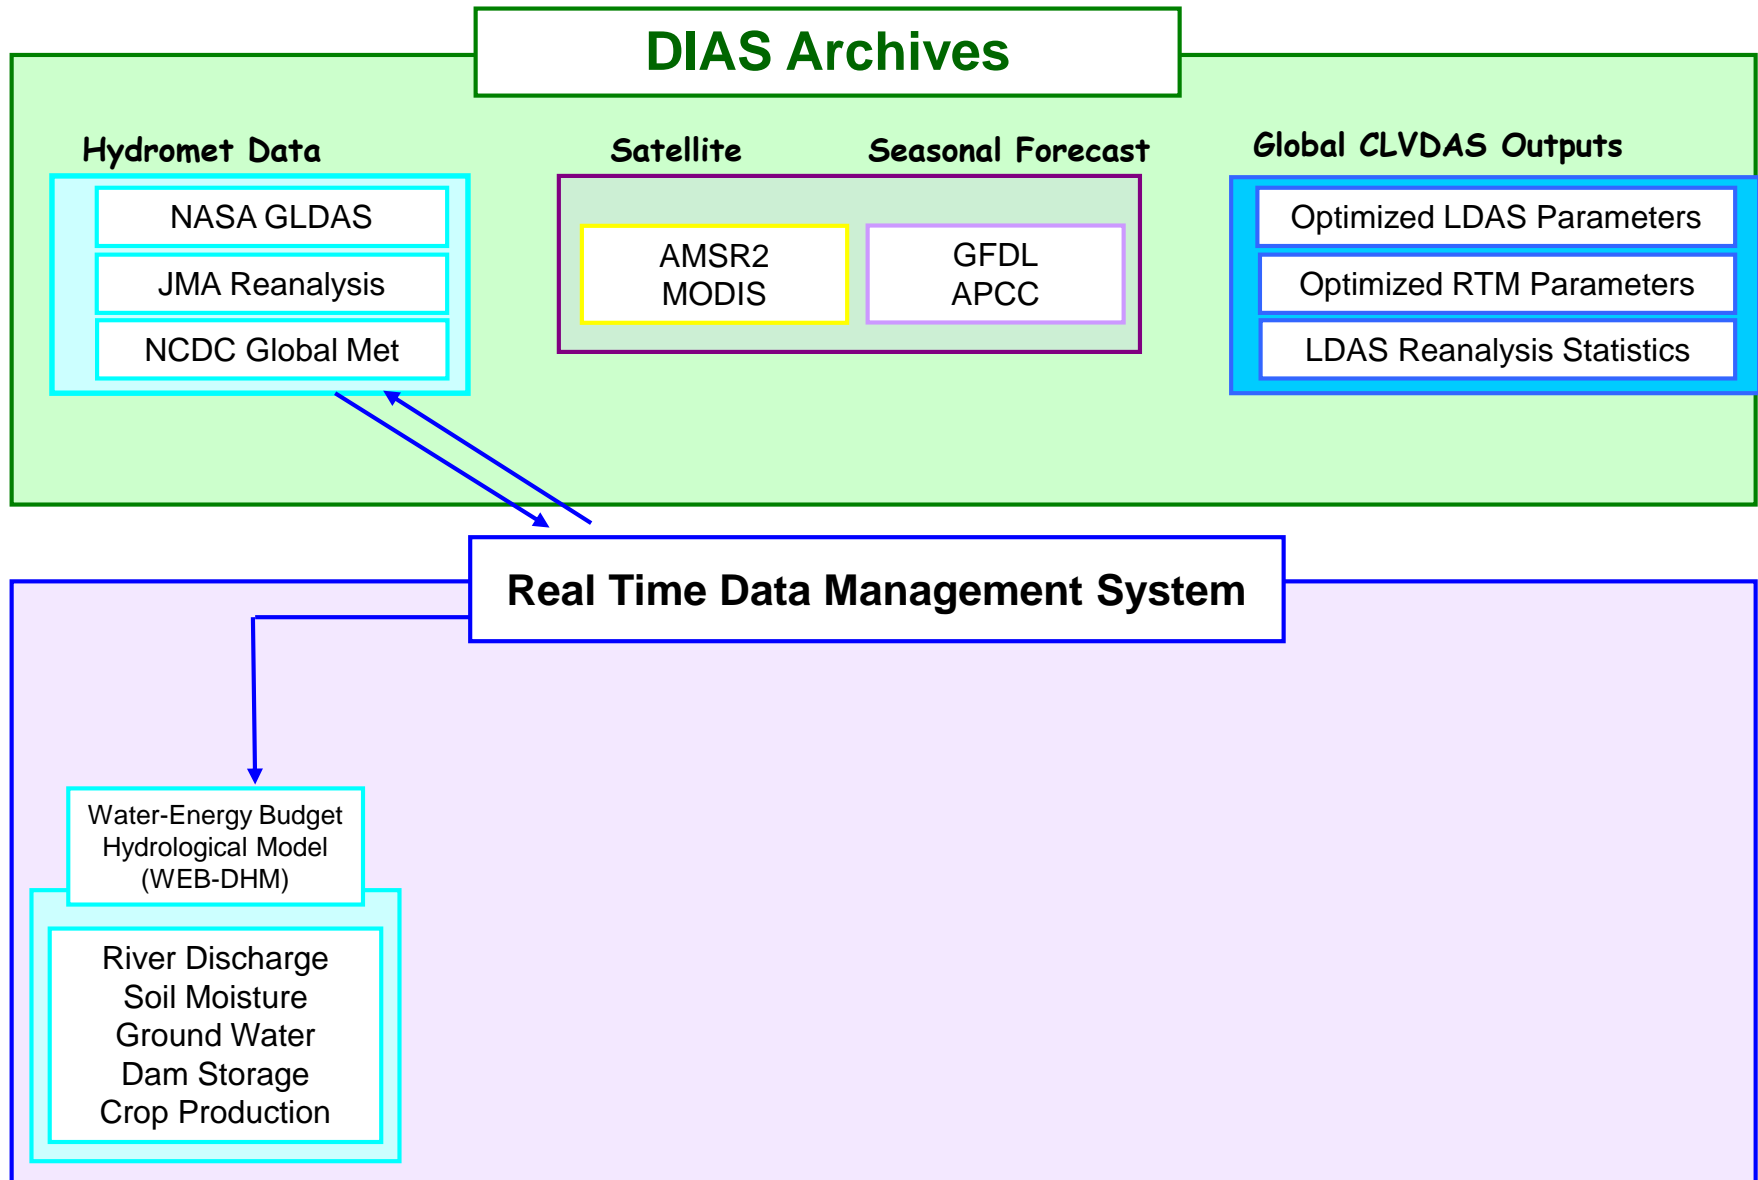 DIAS Archives
Hydromet Data
NASA GLDAS
JMA Reanalysis
NCDC Global Met
Satellite
AMSR2
MODIS
Seasonal Forecast
GFDL
APCC
Global CLVDAS Outputs
Optimized LDAS Parameters
Optimized RTM Parameters
LDAS Reanalysis Statistics
Real Time Data Management System
Water-Energy Budget
Hydrological Model
(WEB-DHM)
River Discharge
Soil Moisture
Ground Water
Dam Storage
Crop Production